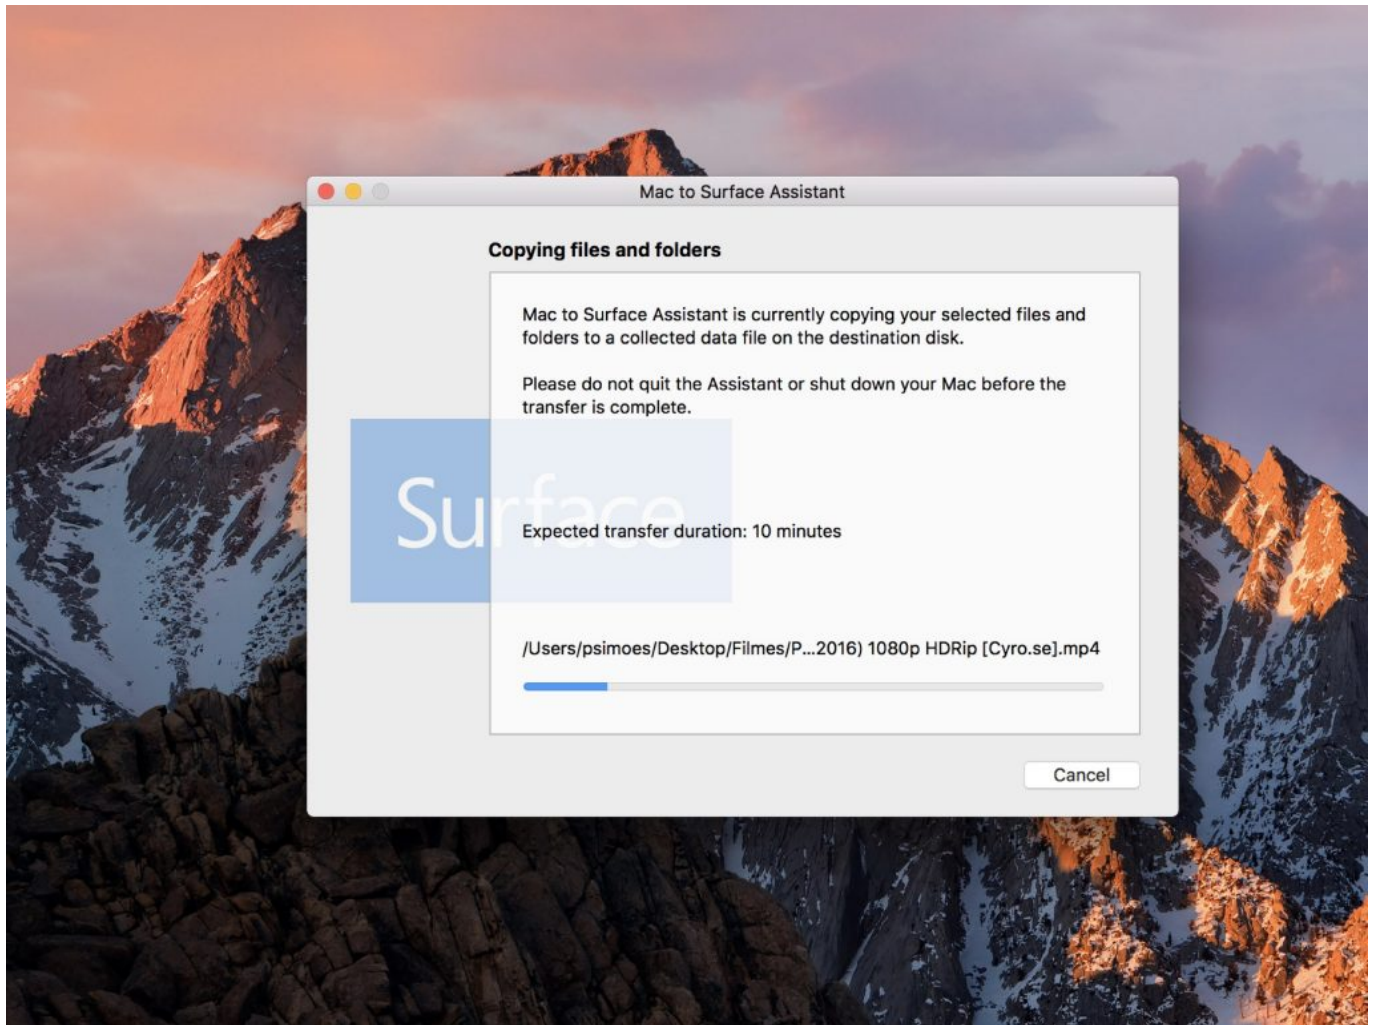 Mac to Surface Assistant
Copying files and folders
Mac to Surface Assistant is currently copying your selected files and
folders to a collected data file on the destination disk.
Please do not quit the Assistant or shut down your Mac before the
transfer is complete.
Surface
Expected transfer duration: 10 minutes
/Users/psimoes/Desktop/Filmes/P...2016) 1080p HDRip [Cyro.se].mp4
Cancel